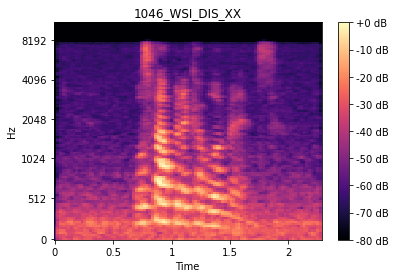 1046_WSI_DIS_XX
+0 dB
8192
-10 dB
4096
-20 dB
-30 dB
2048
Hz
-40 dB
1024
-50 dB
512
-60 dB
-70 dB
0
-80 dB
0 0.5 1 1.5 2
Time